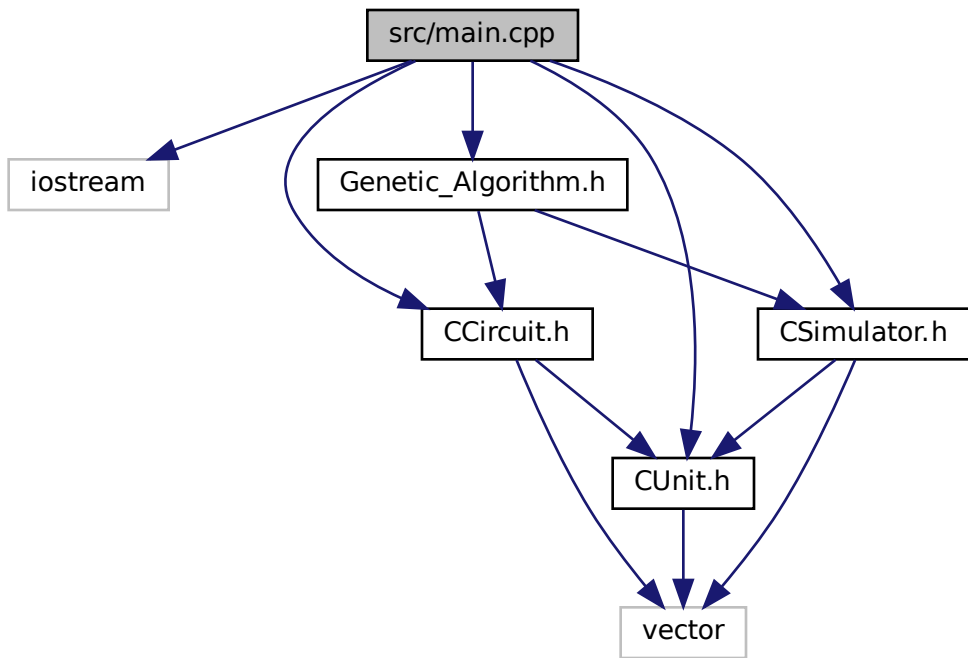 src/main.cpp
iostream
Genetic_Algorithm.h
CCircuit.h
CSimulator.h
CUnit.h
vector